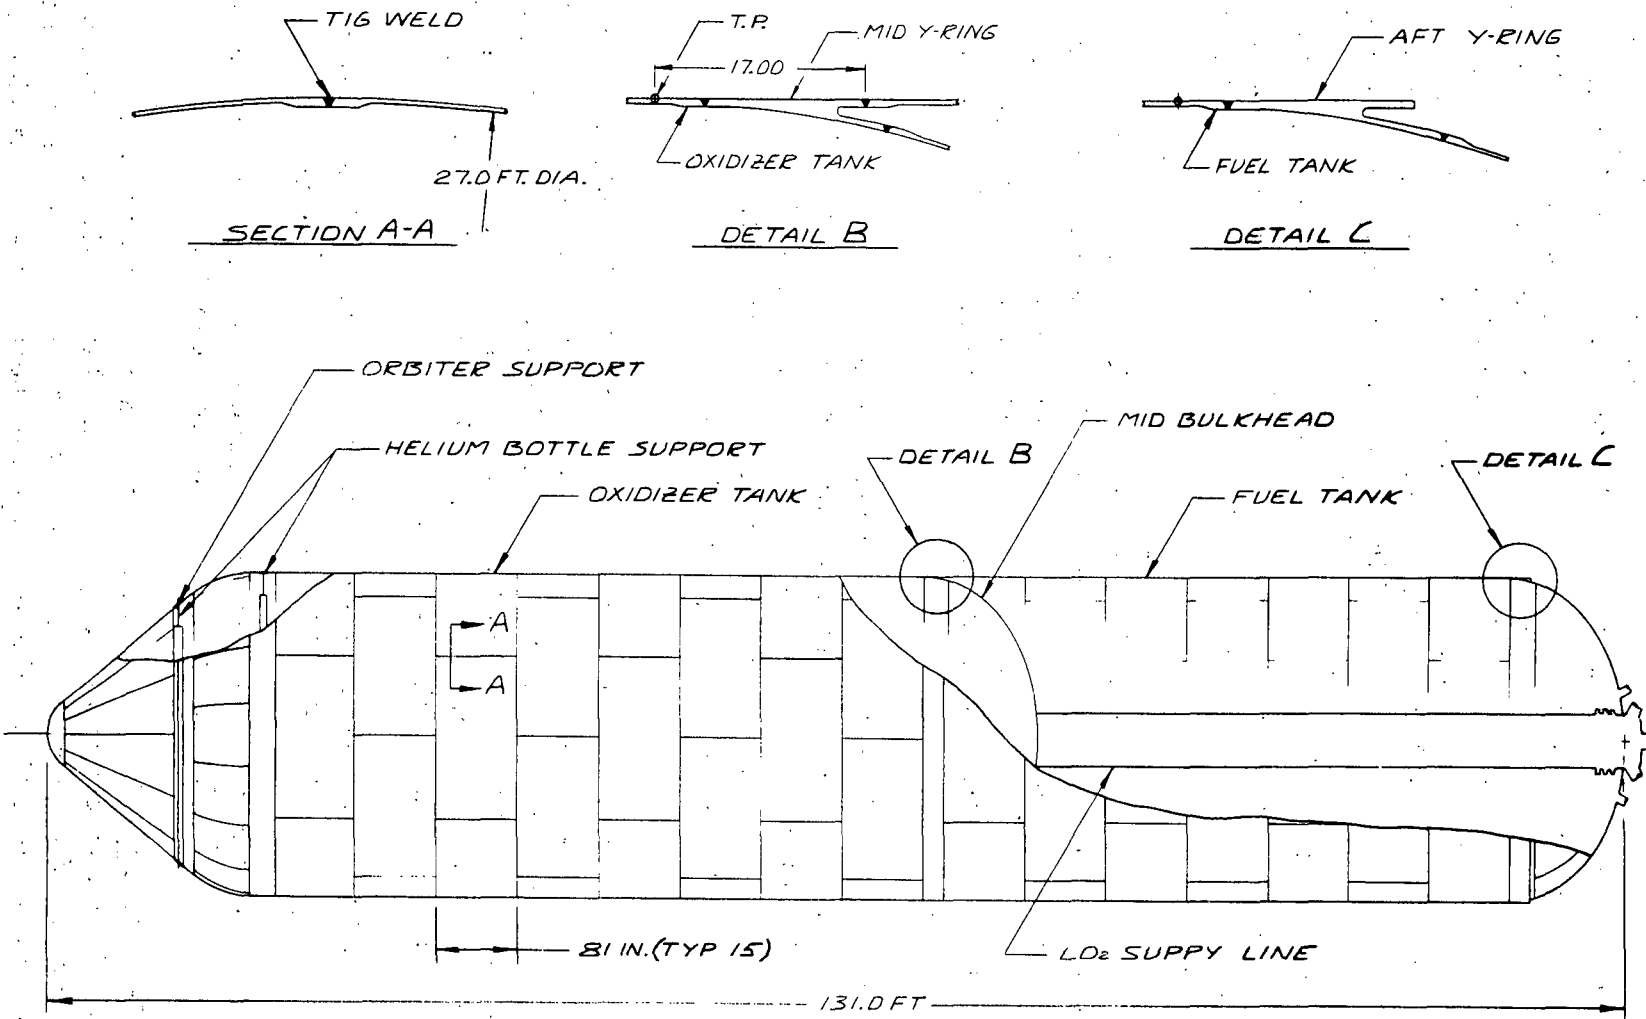 TIG WELD
27.0 FT. DIA.
SECTION A-A
T.P.
MID Y-RING
17.00
OXIDIZER TANK
DETAIL B
AFT Y-RING
FUEL TANK
DETAIL C
ORBITER SUPPORT
HELIUM BOTTLE SUPPORT
OXIDIZER TANK
MID BULKHEAD
DETAIL B
DETAIL C
FUEL TANK
A
A
81 IN. (TYP 15)
LO2 SUPPY LINE
131.0 FT